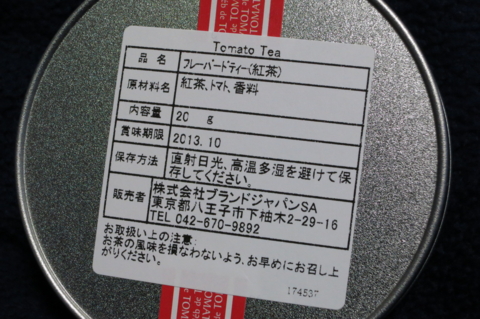 TOMATO
de TOMATO
Tomato Tea
品名 フレーバードティー(紅茶)
原材料名 紅茶、トマト、香料
内容量 20 g
賞味期限 2013.10
保存方法 直射日光、高温多湿を避けて保
存してください。
販売者 株式会社ブランドジャパンSA
東京都八王子市下柚木2-29-16
TEL 042-670-9892
お取扱い上の注意:
お茶の風味を損なわないよう、お早めにお召し上
がりください。
174537
TOMATO